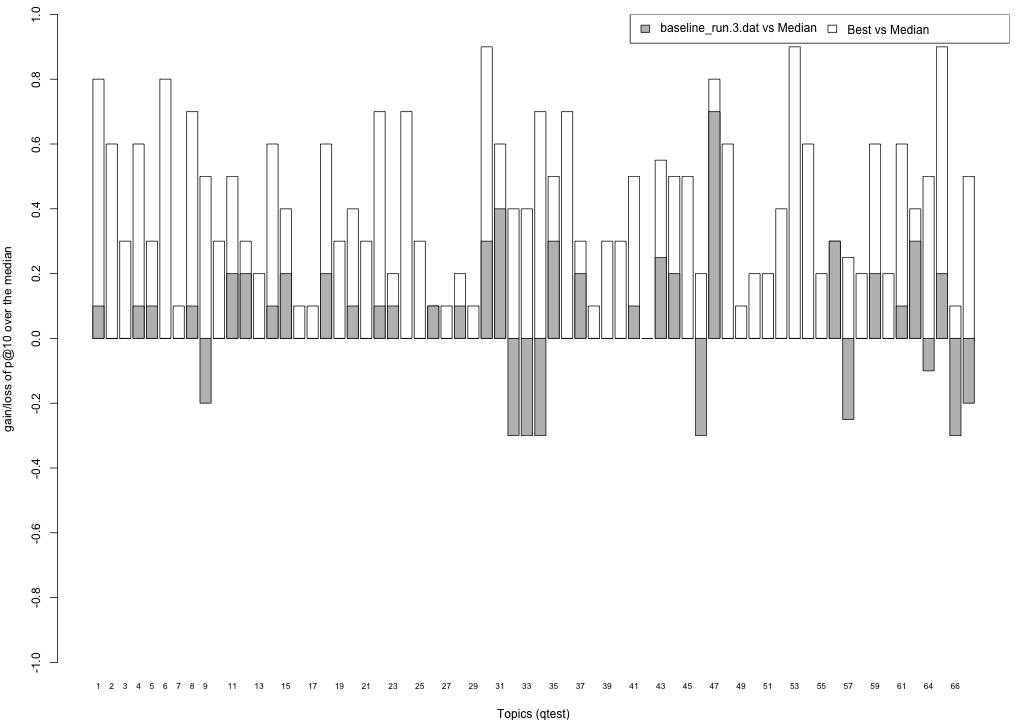 baseline_run.3.dat vs Median Best vs Median
1.0
0.8
0.6
0.4
0.2
0.0
-0.2
-0.4
-0.6
-0.8
-1.0
gain/loss of p@10 over the median
1 2 3 4 5 6 7 8 9 11 13 15 17 19 21 23 25 27 29 31 33 35 37 39 41 43 45 47 49 51 53 55 57 59 61 64 66
Topics (qtest)